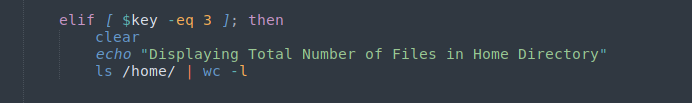 elif [ $key -eq 3 ]; then
clear
echo "Displaying Total Number of Files in Home Directory"
ls /home/ | wc -l